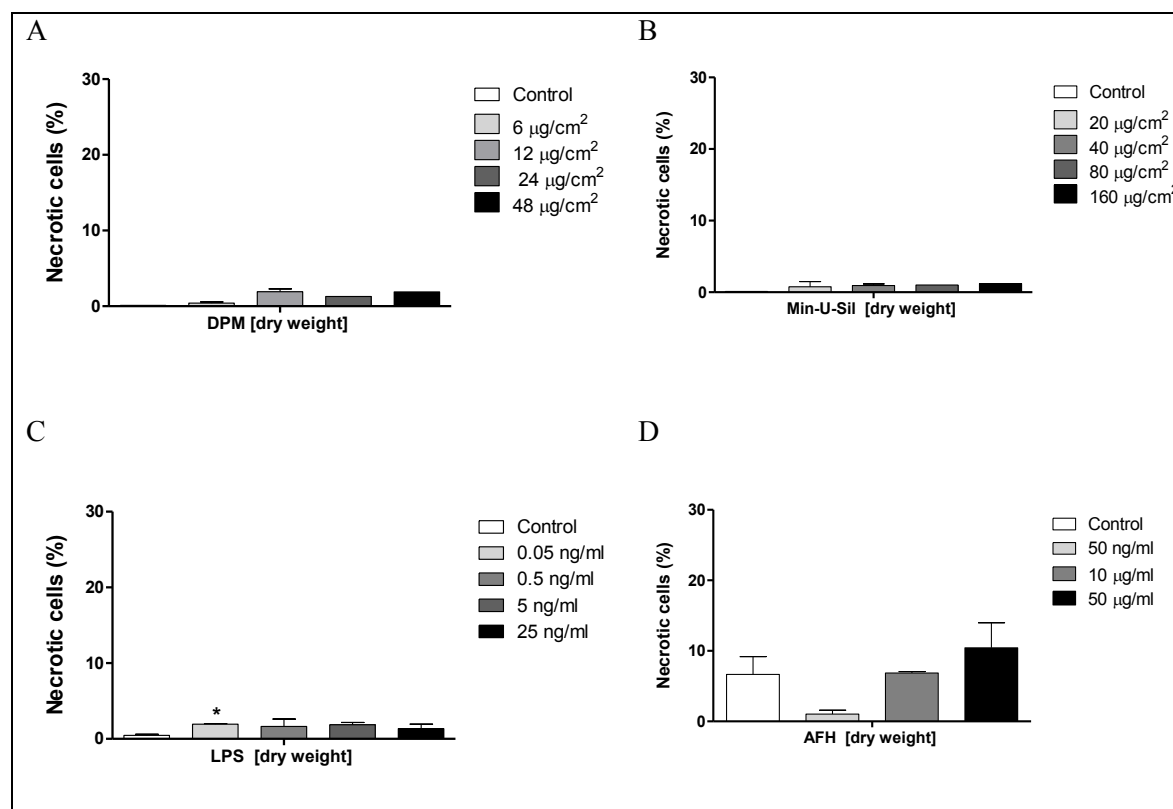 A
30
20
10
0
Necrotic cells (%)
Control
6 μg/cm²
12 μg/cm²
24 μg/cm²
48 μg/cm²
DPM [dry weight]
B
30
20
10
0
Necrotic cells (%)
Control
20 μg/cm²
40 μg/cm²
80 μg/cm²
160 μg/cm²
Min-U-Sil [dry weight]
C
30
20
10
0
Necrotic cells (%)
*
Control
0.05 ng/ml
0.5 ng/ml
5 ng/ml
25 ng/ml
LPS [dry weight]
D
30
20
10
0
Necrotic cells (%)
Control
50 ng/ml
10 μg/ml
50 μg/ml
AFH [dry weight]